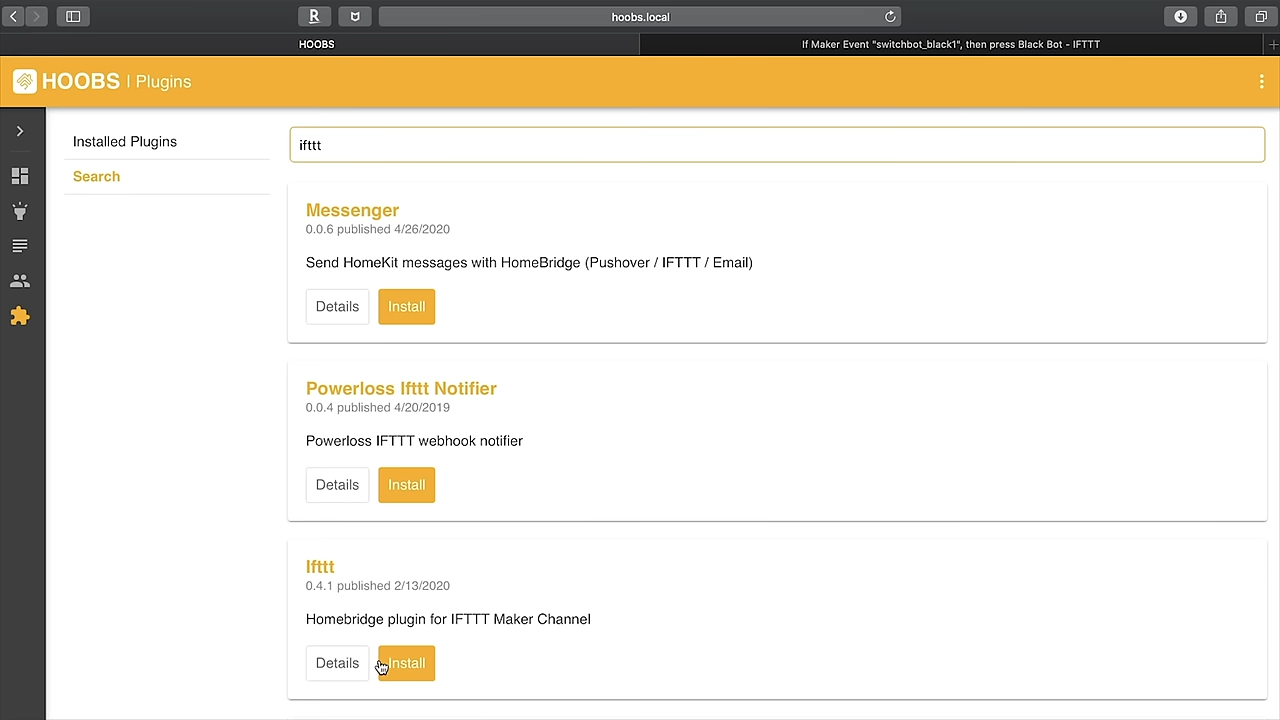 hoobs.local
HOOBS
If Maker Event "switchbot_black1", then press Black Bot - IFTTT
HOOBS | Plugins
Installed Plugins
Search
ifttt
Messenger
0.0.6 published 4/26/2020
Send HomeKit messages with HomeBridge (Pushover / IFTTT / Email)
Details
Install
Powerloss Ifttt Notifier
0.0.4 published 4/20/2019
Powerloss IFTTT webhook notifier
Details
Install
Ifttt
0.4.1 published 2/13/2020
Homebridge plugin for IFTTT Maker Channel
Details
Install